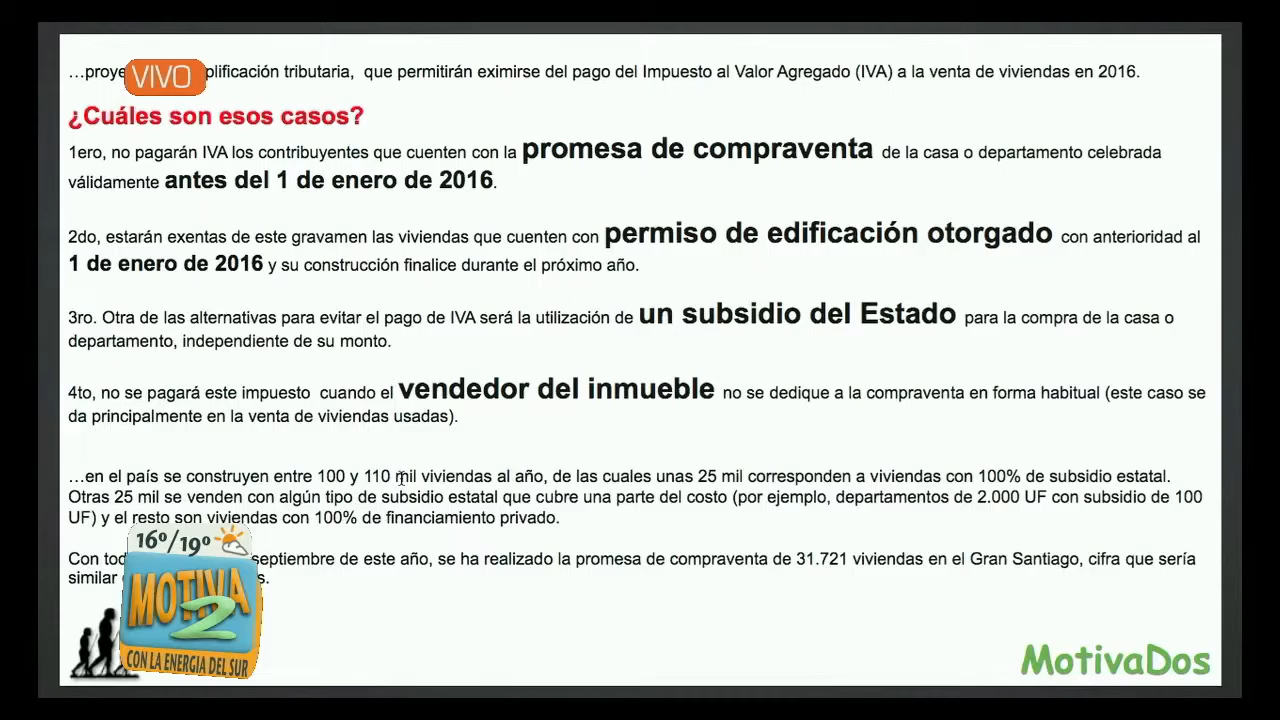 …proye VIVO plificación tributaria, que permitirán eximirse del pago del Impuesto al Valor Agregado (IVA) a la venta de viviendas en 2016.
¿Cuáles son esos casos?
1ero, no pagarán IVA los contribuyentes que cuenten con la promesa de compraventa de la casa o departamento celebrada
válidamente antes del 1 de enero de 2016.
2do, estarán exentas de este gravamen las viviendas que cuenten con permiso de edificación otorgado con anterioridad al
1 de enero de 2016 y su construcción finalice durante el próximo año.
3ro. Otra de las alternativas para evitar el pago de IVA será la utilización de un subsidio del Estado para la compra de la casa o
departamento, independiente de su monto.
4to, no se pagará este impuesto cuando el vendedor del inmueble no se dedique a la compraventa en forma habitual (este caso se
da principalmente en la venta de viviendas usadas).
…en el país se construyen entre 100 y 110 mil viviendas al año, de las cuales unas 25 mil corresponden a viviendas con 100% de subsidio estatal.
Otras 25 mil se venden con algún tipo de subsidio estatal que cubre una parte del costo (por ejemplo, departamentos de 2.000 UF con subsidio de 100
UF) y el resto son viviendas con 100% de financiamiento privado.
16º/19º
Con tod septiembre de este año, se ha realizado la promesa de compraventa de 31.721 viviendas en el Gran Santiago, cifra que sería
similar s.
MOTIVA
2
CON LA ENERGIA DEL SUR
MotivaDos